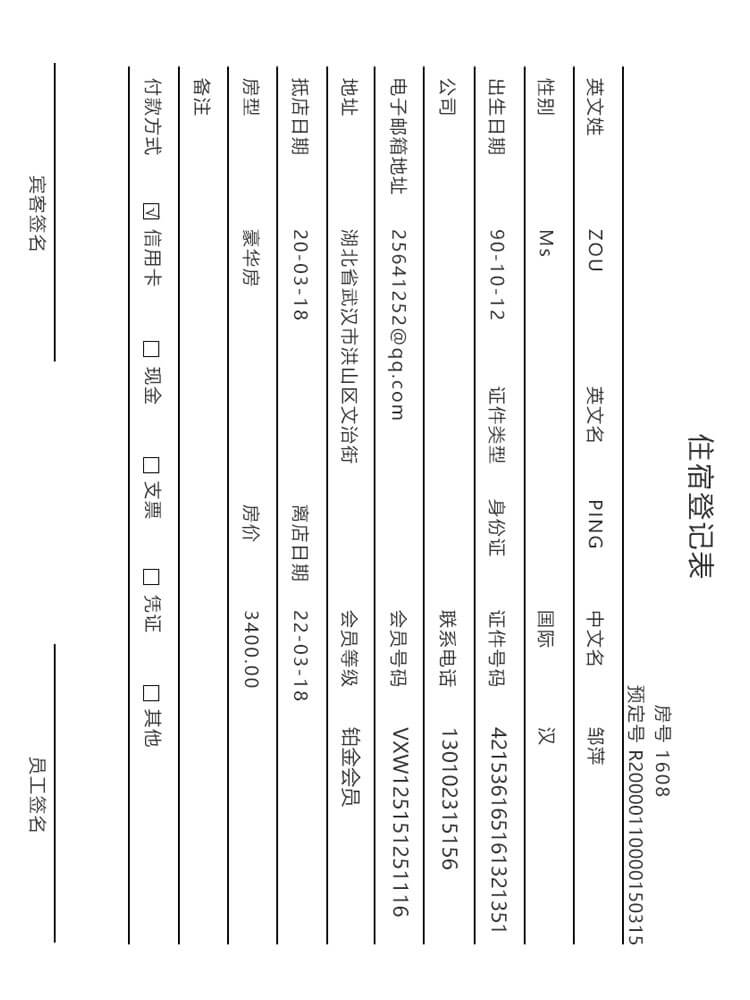 住宿登记表
房号 1608
预定号 R2000011000150315
英文姓 ZOU 英文名 PING 中文名 邹萍
性别 Ms 国际 汉
出生日期 90-10-12 证件类型 身份证 证件号码 4215361651613213​51
公司 联系电话 130102315156
电子邮箱地址 25641252@qq.com 会员号码 VXW125151251116
地址 湖北省武汉市洪山区文治街 会员等级 铂金会员
抵店日期 20-03-18 离店日期 22-03-18
房型 豪华房 房价 3400.00
备注
付款方式 ☑ 信用卡 □ 现金 □ 支票 □ 凭证 □ 其他
宾客签名 员工签名